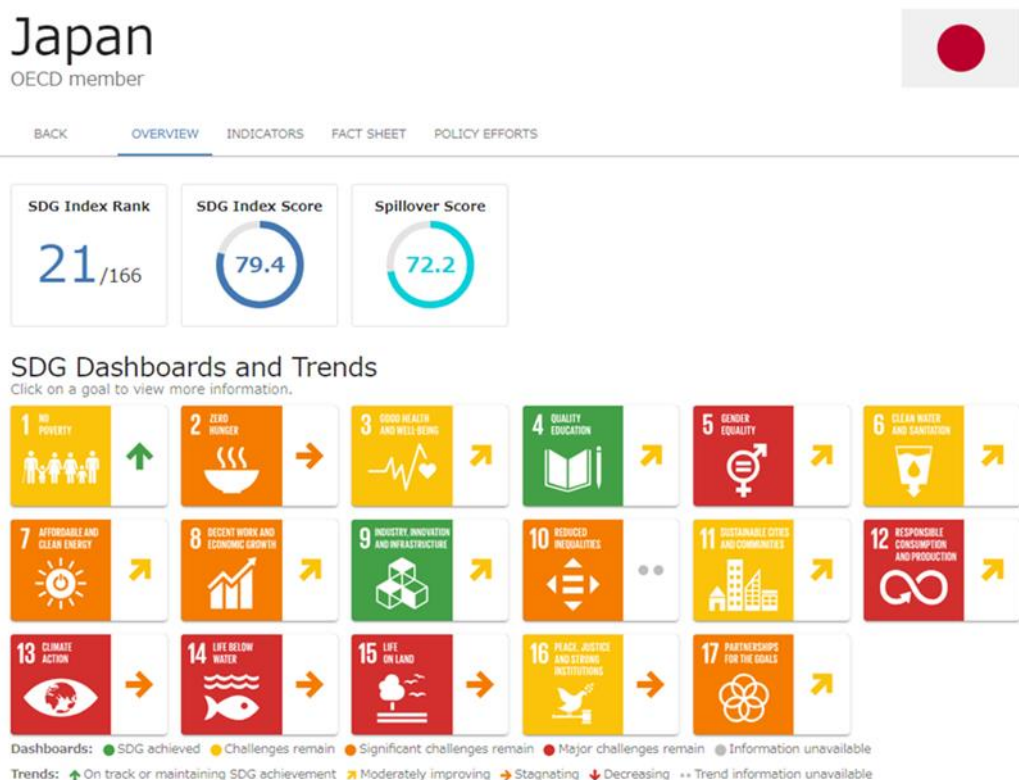 Japan
OECD member
BACK OVERVIEW INDICATORS FACT SHEET POLICY EFFORTS
SDG Index Rank
21/166
SDG Index Score
79.4
Spillover Score
72.2
SDG Dashboards and Trends
Click on a goal to view more information.
1 NO
POVERTY
2 ZERO
HUNGER
3 GOOD HEALTH
AND WELL-BEING
4 QUALITY
EDUCATION
5 GENDER
EQUALITY
6 CLEAN WATER
AND SANITATION
7 AFFORDABLE AND
CLEAN ENERGY
8 DECENT WORK AND
ECONOMIC GROWTH
9 INDUSTRY, INNOVATION
AND INFRASTRUCTURE
10 REDUCED
INEQUALITIES
11 SUSTAINABLE CITIES
AND COMMUNITIES
12 RESPONSIBLE
CONSUMPTION
AND PRODUCTION
13 CLIMATE
ACTION
14 LIFE BELOW
WATER
15 LIFE
ON LAND
16 PEACE, JUSTICE
AND STRONG
INSTITUTIONS
17 PARTNERSHIPS
FOR THE GOALS
Dashboards: SDG achieved Challenges remain Significant challenges remain Major challenges remain Information unavailable
Trends: On track or maintaining SDG achievement Moderately improving Stagnating Decreasing Trend information unavailable